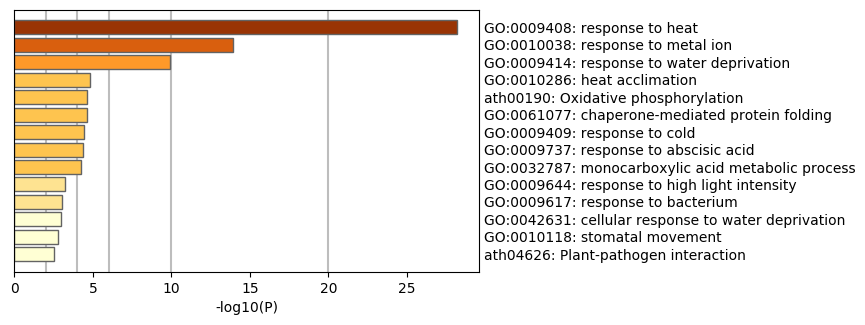 GO:0009408: response to heat
GO:0010038: response to metal ion
GO:0009414: response to water deprivation
GO:0010286: heat acclimation
ath00190: Oxidative phosphorylation
GO:0061077: chaperone-mediated protein folding
GO:0009409: response to cold
GO:0009737: response to abscisic acid
GO:0032787: monocarboxylic acid metabolic process
GO:0009644: response to high light intensity
GO:0009617: response to bacterium
GO:0042631: cellular response to water deprivation
GO:0010118: stomatal movement
ath04626: Plant-pathogen interaction
0 5 10 15 20 25
-log10(P)